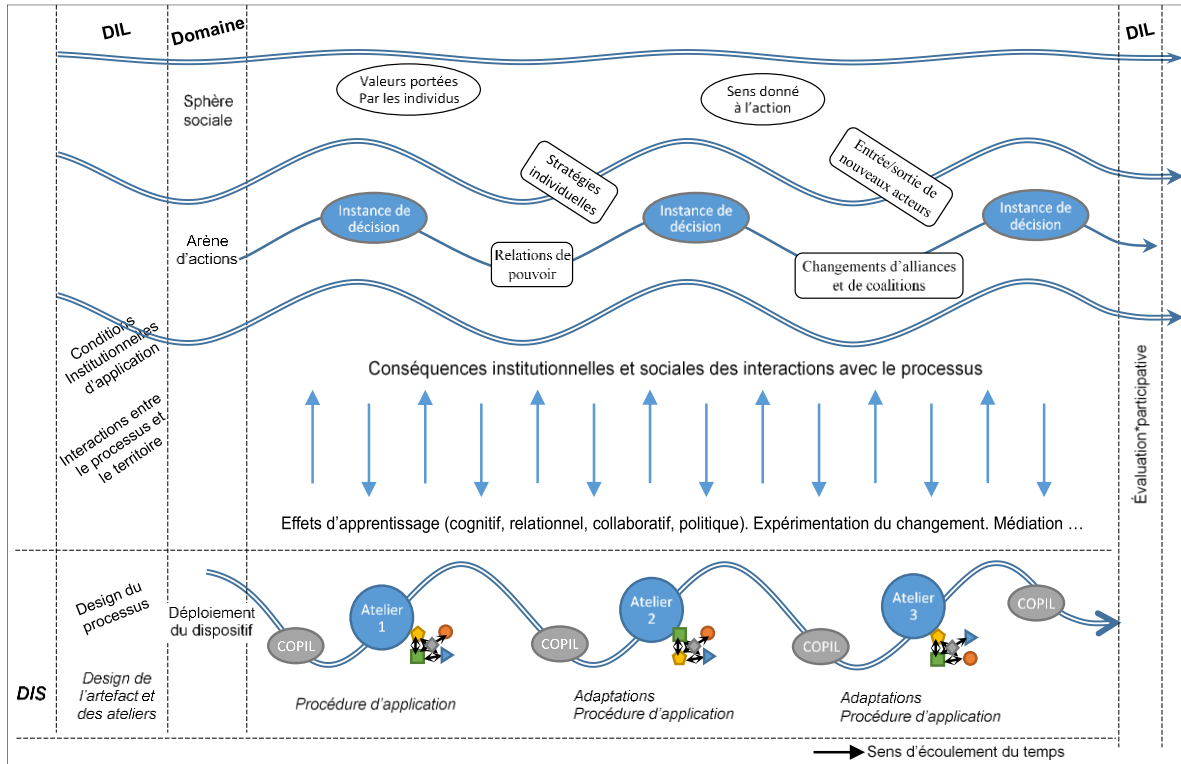 DIL
Domaine
DIL
Valeurs portées
Par les individus
Sens donné
à l'action
Sphère
sociale
Stratégies
individuelles
Entrée/sortie de
nouveaux acteurs
Instance de
décision
Instance de
décision
Instance de
décision
Arène
d'actions
Relations de
pouvoir
Changements d'alliances
et de coalitions
Conditions
Institutionnelles
d'application
Conséquences institutionnelles et sociales des interactions avec le processus
Interactions entre
le processus et
le territoire
Évaluation*participative
Effets d'apprentissage (cognitif, relationnel, collaboratif, politique). Expérimentation du changement. Médiation …
Design du
processus
Déploiement
du dispositif
COPIL
Atelier
1
COPIL
Atelier
2
COPIL
Atelier
3
COPIL
DIS
Design de
l'artefact et
des ateliers
Procédure d'application
Adaptations
Procédure d'application
Adaptations
Procédure d'application
Sens d'écoulement du temps